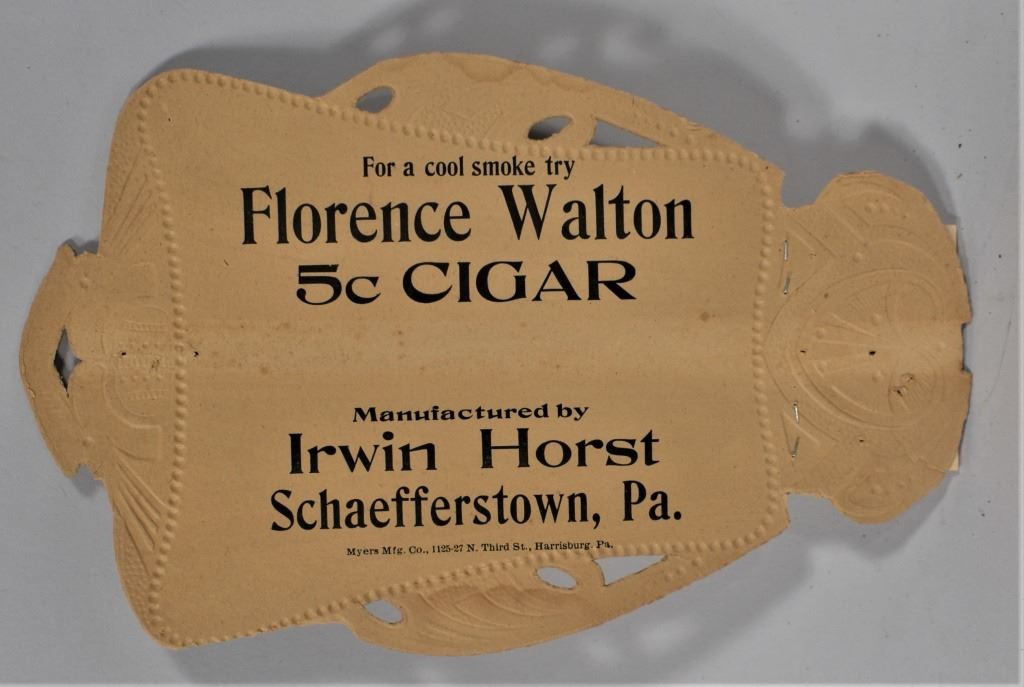 For a cool smoke try
Florence Walton
5c CIGAR
Manufactured by
Irwin Horst
Schaefferstown, Pa.
Myers Mfg. Co., 1125-27 N. Third St., Harrisburg. Pa.